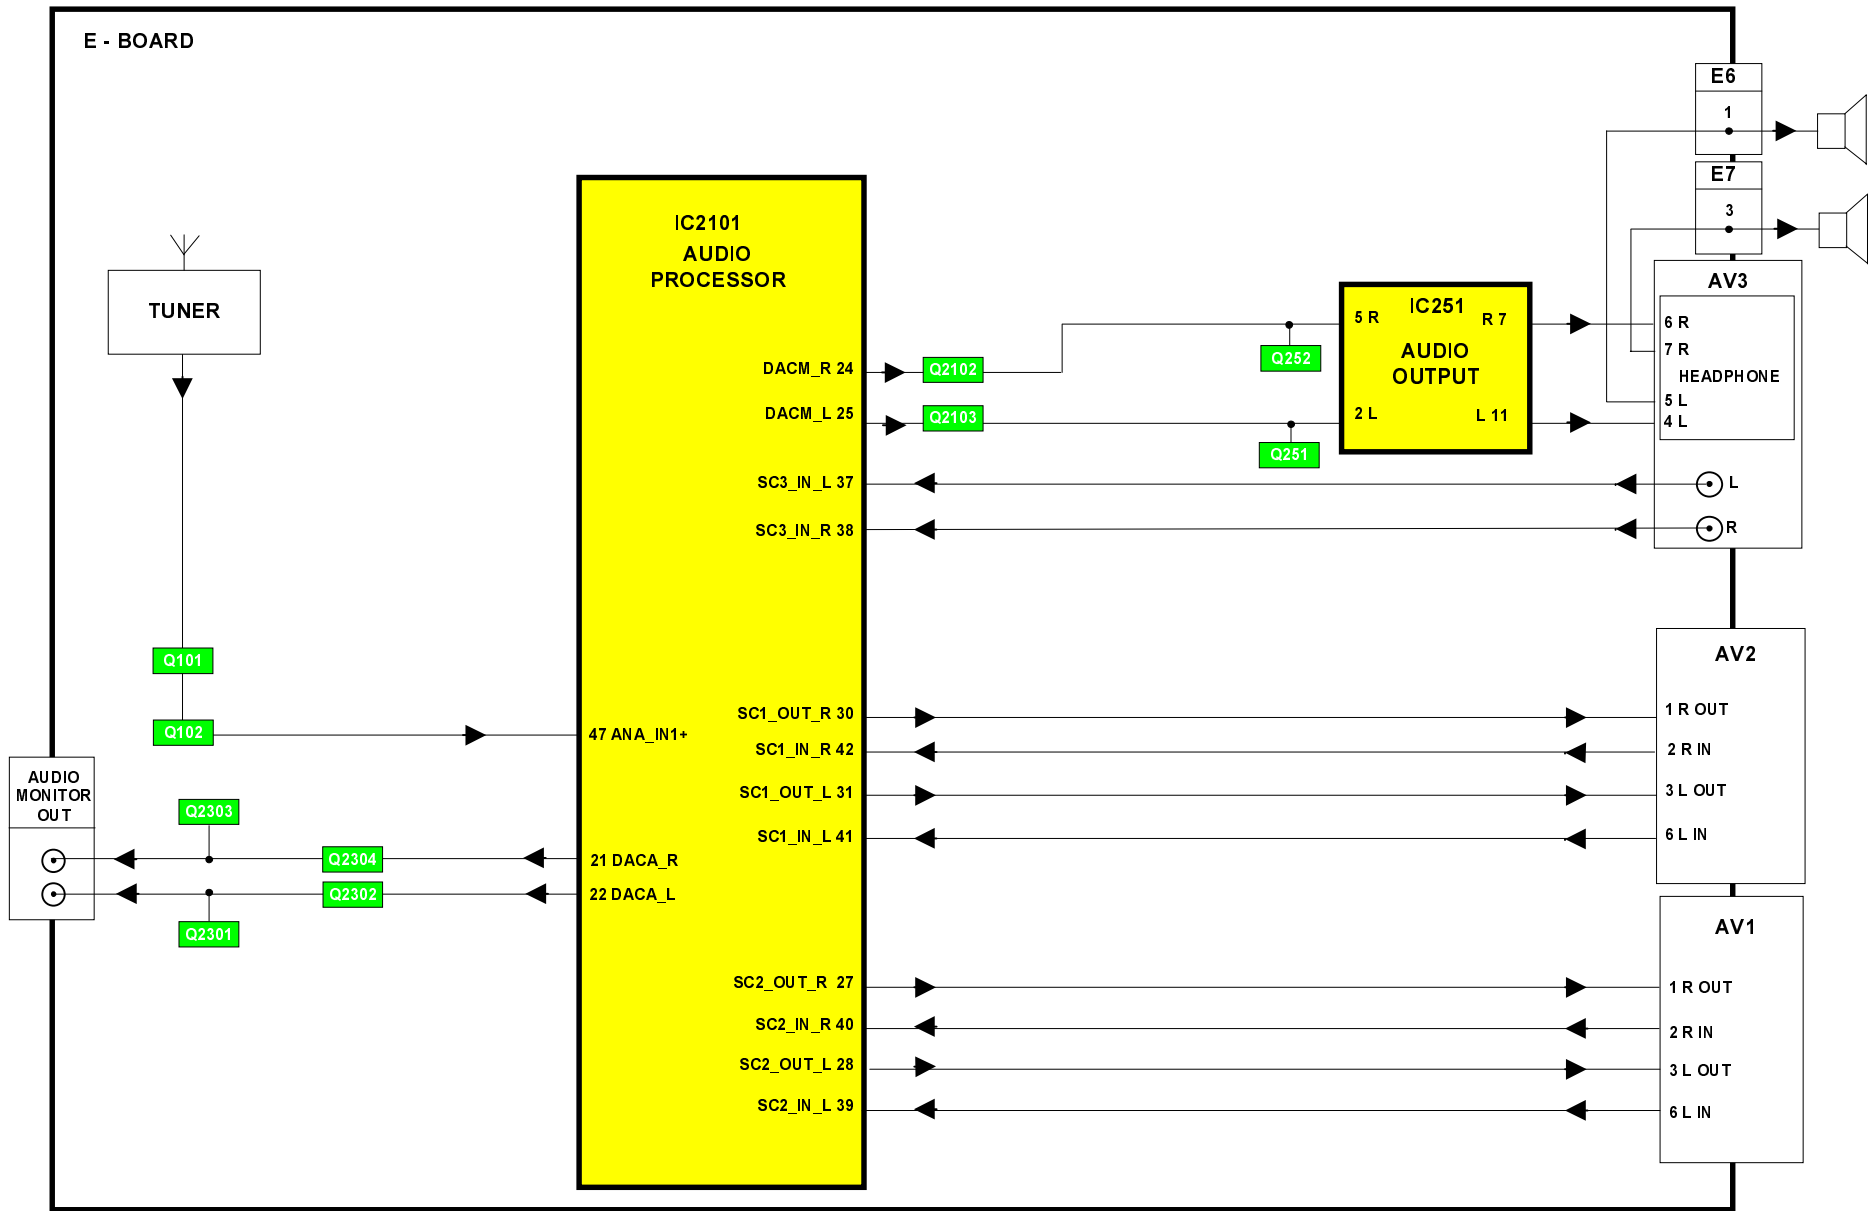 E - BOARD
E6
1
E7
3
IC2101
AUDIO
PROCESSOR
TUNER
AV3
6 R
7 R
HEADPHONE
5 L
4 L
L
R
IC251
5 R
R 7
AUDIO
OUTPUT
2 L
L 11
Q252
Q251
DACM_R 24
Q2102
DACM_L 25
Q2103
SC3_IN_L 37
SC3_IN_R 38
Q101
Q102
47 ANA_IN1+
SC1_OUT_R 30
SC1_IN_R 42
SC1_OUT_L 31
SC1_IN_L 41
AV2
1 R OUT
2 R IN
3 L OUT
6 L IN
AUDIO
MONITOR
OUT
Q2303
Q2304
Q2302
Q2301
21 DACA_R
22 DACA_L
SC2_OUT_R 27
SC2_IN_R 40
SC2_OUT_L 28
SC2_IN_L 39
AV1
1 R OUT
2 R IN
3 L OUT
6 L IN